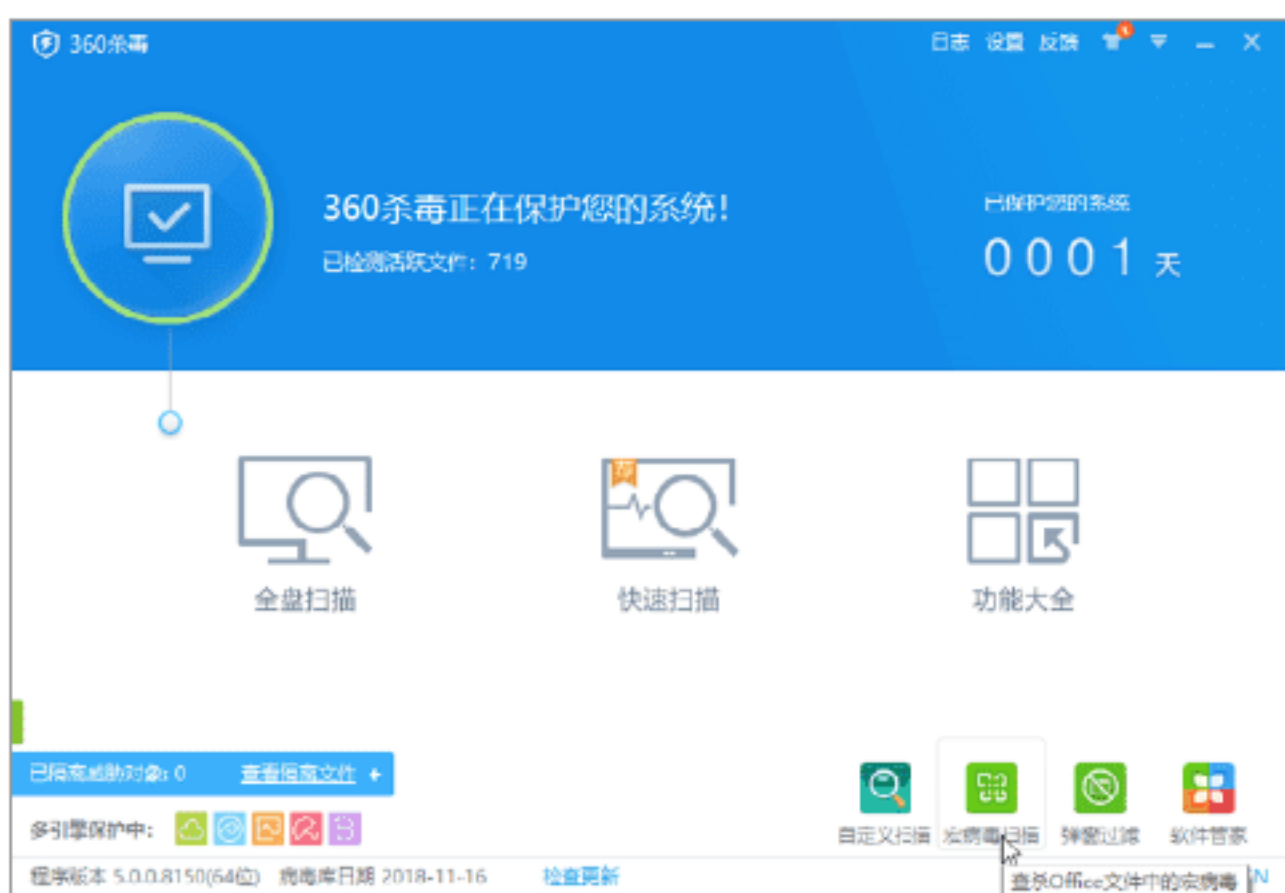 360杀毒
日志 设置 反馈
360杀毒正在保护您的系统!
已检测活跃文件: 719
已保护您的系统
0001 天
荐
全盘扫描
快速扫描
功能大全
已隔离威胁对象: 0 查看隔离文件
多引擎保护中:
自定义扫描 宏病毒扫描 弹窗过滤 软件管家
程序版本 5.0.0.8150(64位) 病毒库日期 2018-11-16 检查更新
查杀Office文件中的宏病毒
N